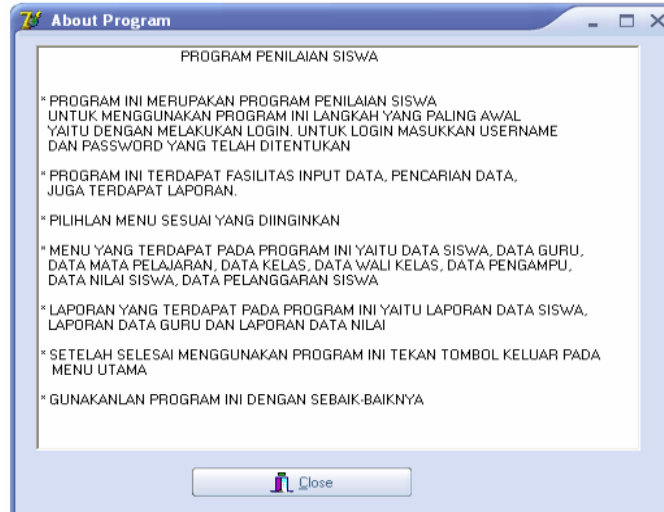 About Program
PROGRAM PENILAIAN SISWA
* PROGRAM INI MERUPAKAN PROGRAM PENILAIAN SISWA
UNTUK MENGGUNAKAN PROGRAM INI LANGKAH YANG PALING AWAL
YAITU DENGAN MELAKUKAN LOGIN. UNTUK LOGIN MASUKKAN USERNAME
DAN PASSWORD YANG TELAH DITENTUKAN
* PROGRAM INI TERDAPAT FASILITAS INPUT DATA, PENCARIAN DATA,
JUGA TERDAPAT LAPORAN.
* PILIHLAN MENU SESUAI YANG DIINGINKAN
* MENU YANG TERDAPAT PADA PROGRAM INI YAITU DATA SISWA, DATA GURU,
DATA MATA PELAJARAN, DATA KELAS, DATA WALI KELAS, DATA PENGAMPU,
DATA NILAI SISWA, DATA PELANGGARAN SISWA
* LAPORAN YANG TERDAPAT PADA PROGRAM INI YAITU LAPORAN DATA SISWA,
LAPORAN DATA GURU DAN LAPORAN DATA NILAI
* SETELAH SELESAI MENGGUNAKAN PROGRAM INI TEKAN TOMBOL KELUAR PADA
MENU UTAMA
* GUNAKANLAN PROGRAM INI DENGAN SEBAIK-BAIKNYA
Close